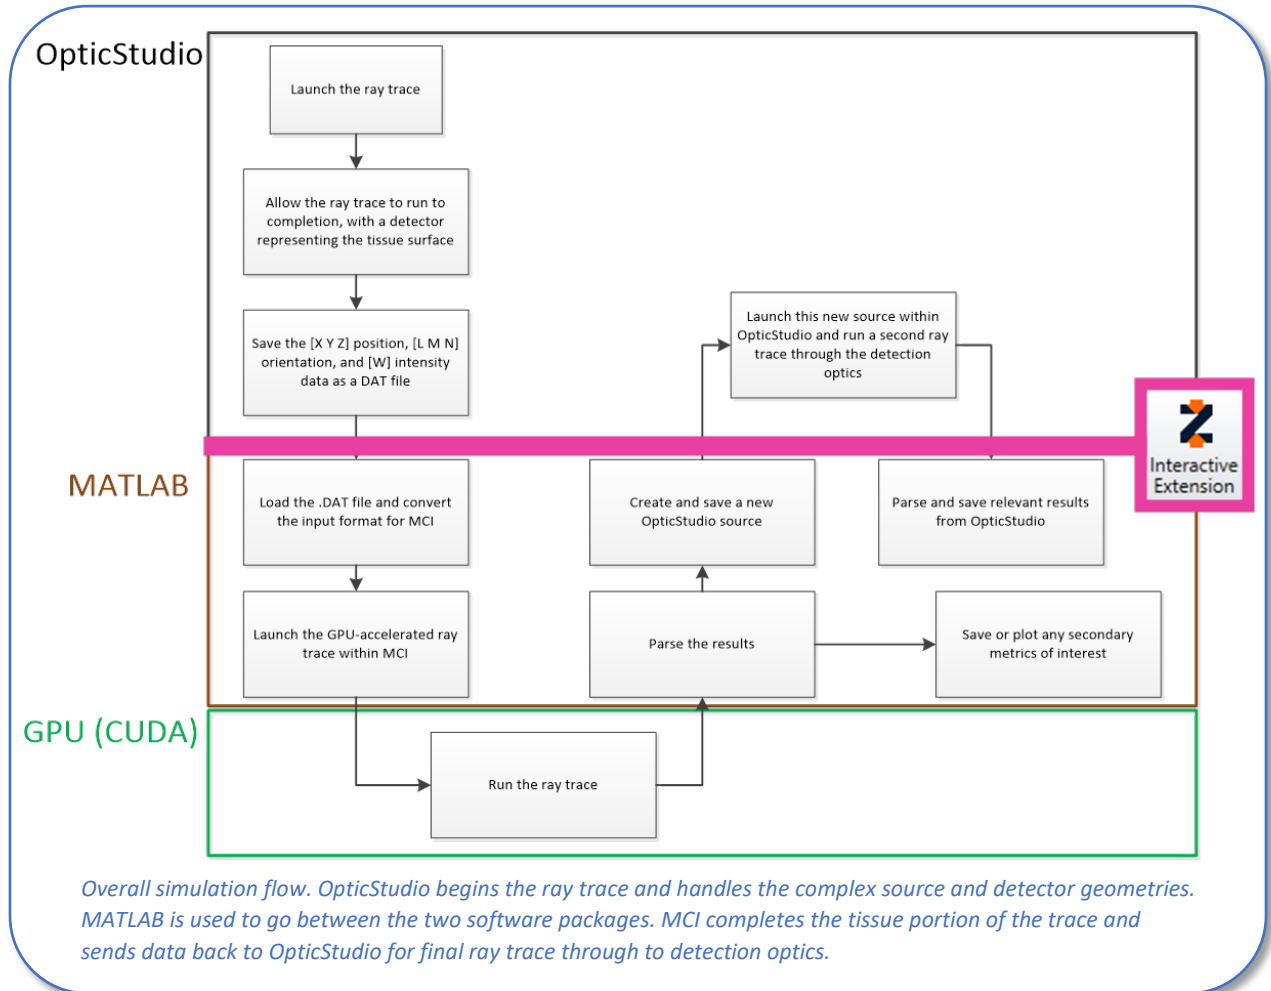 OpticStudio
Launch the ray trace
Allow the ray trace to run to
completion, with a detector
representing the tissue surface
Save the [X Y Z] position, [L M N]
orientation, and [W] intensity
data as a DAT file
Launch this new source within
OpticStudio and run a second ray
trace through the detection
optics
Interactive
Extension
MATLAB
Load the .DAT file and convert
the input format for MCI
Create and save a new
OpticStudio source
Parse and save relevant results
from OpticStudio
Launch the GPU-accelerated ray
trace within MCI
Parse the results
Save or plot any secondary
metrics of interest
GPU (CUDA)
Run the ray trace
Overall simulation flow. OpticStudio begins the ray trace and handles the complex source and detector geometries.
MATLAB is used to go between the two software packages. MCI completes the tissue portion of the trace and
sends data back to OpticStudio for final ray trace through to detection optics.